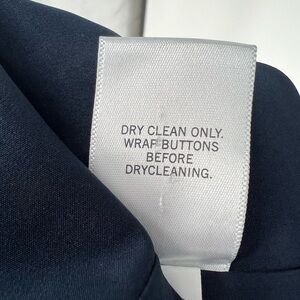 DRY CLEAN ONLY.
WRAP BUTTONS
BEFORE
DRYCLEANING.